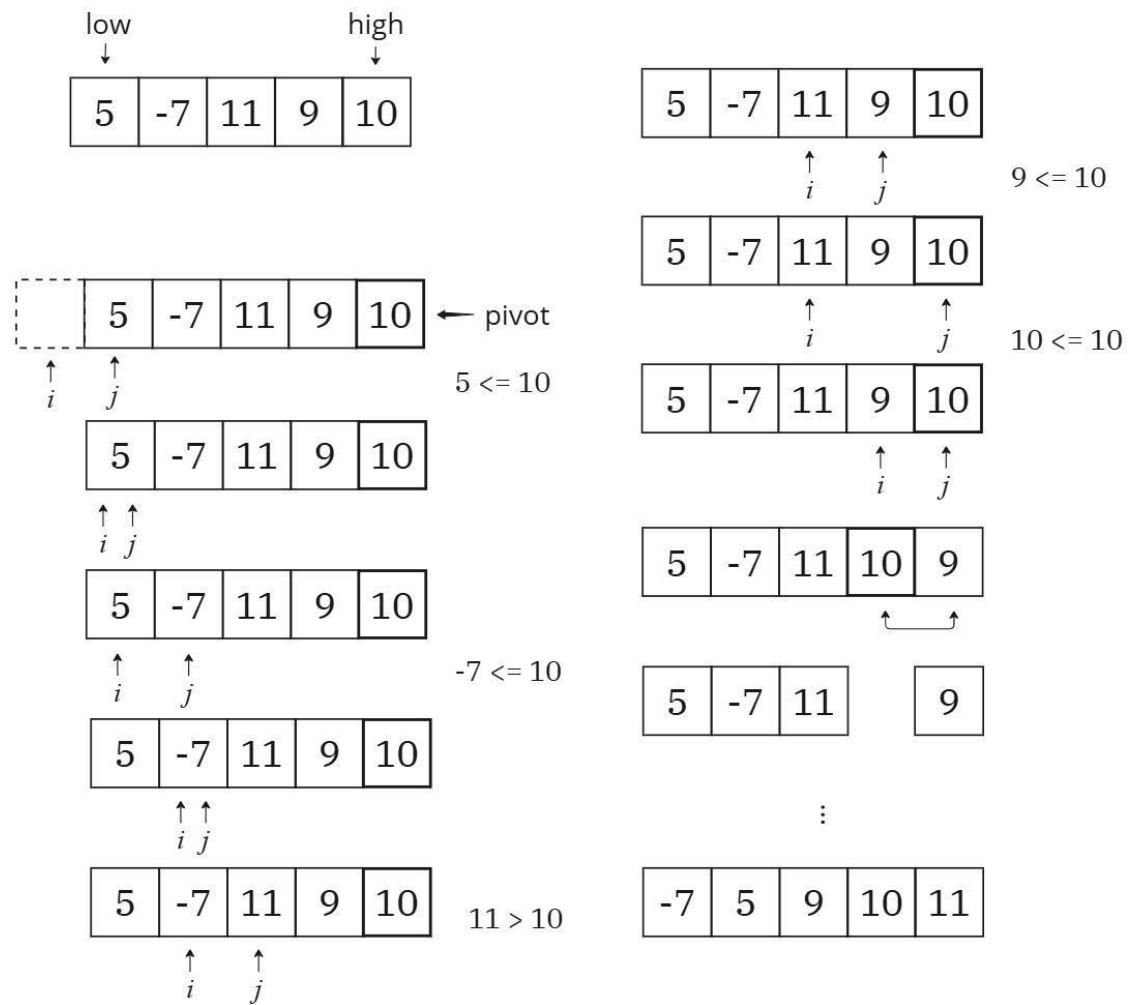 low high
5 -7 11 9 10
5 -7 11 9 10 pivot
i j
5 <= 10
5 -7 11 9 10
i j
5 -7 11 9 10
i j
-7 <= 10
5 -7 11 9 10
i j
5 -7 11 9 10
11 > 10
i j
5 -7 11 9 10
i j
9 <= 10
5 -7 11 9 10
i j
10 <= 10
5 -7 11 9 10
i j
5 -7 11 10 9
5 -7 11 9
⋮
-7 5 9 10 11